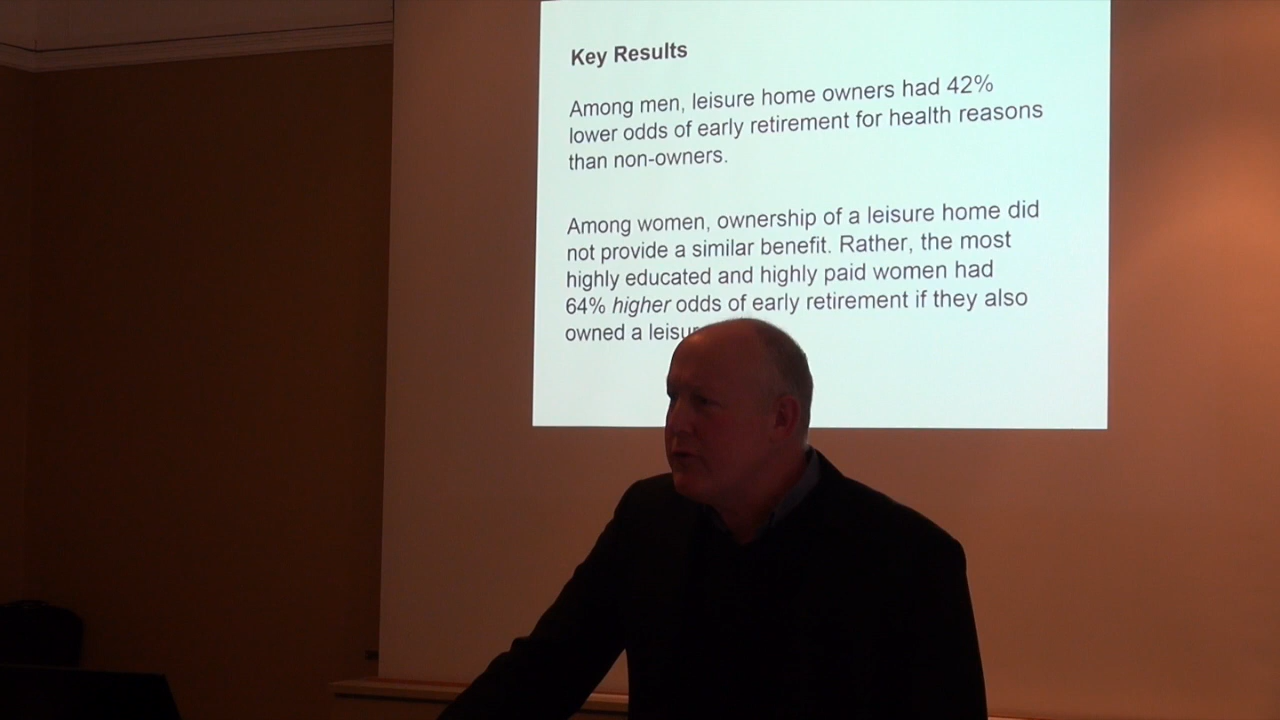 Key Results
Among men, leisure home owners had 42%
lower odds of early retirement for health reasons
than non-owners.
Among women, ownership of a leisure home did
not provide a similar benefit. Rather, the most
highly educated and highly paid women had
64% higher odds of early retirement if they also
owned a